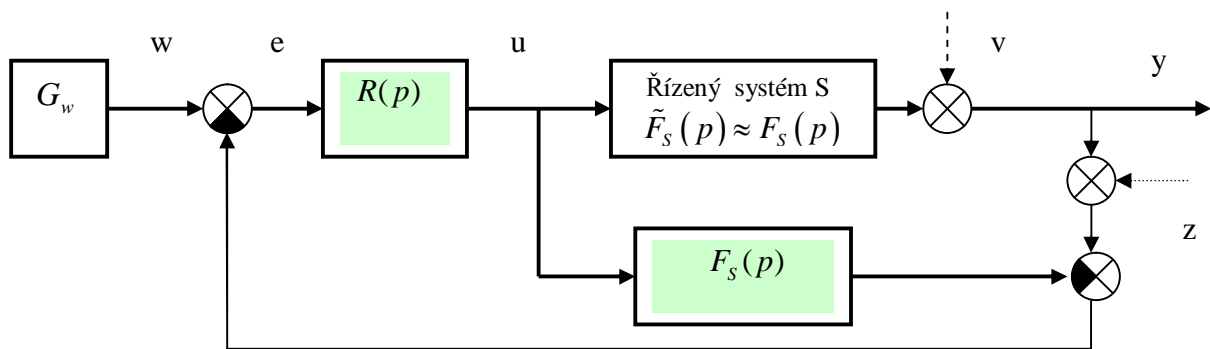 w
e
u
v
y
G_w
R(p)
Řízený systém S
F̃_S(p) ≈ F_S(p)
z
F_S(p)